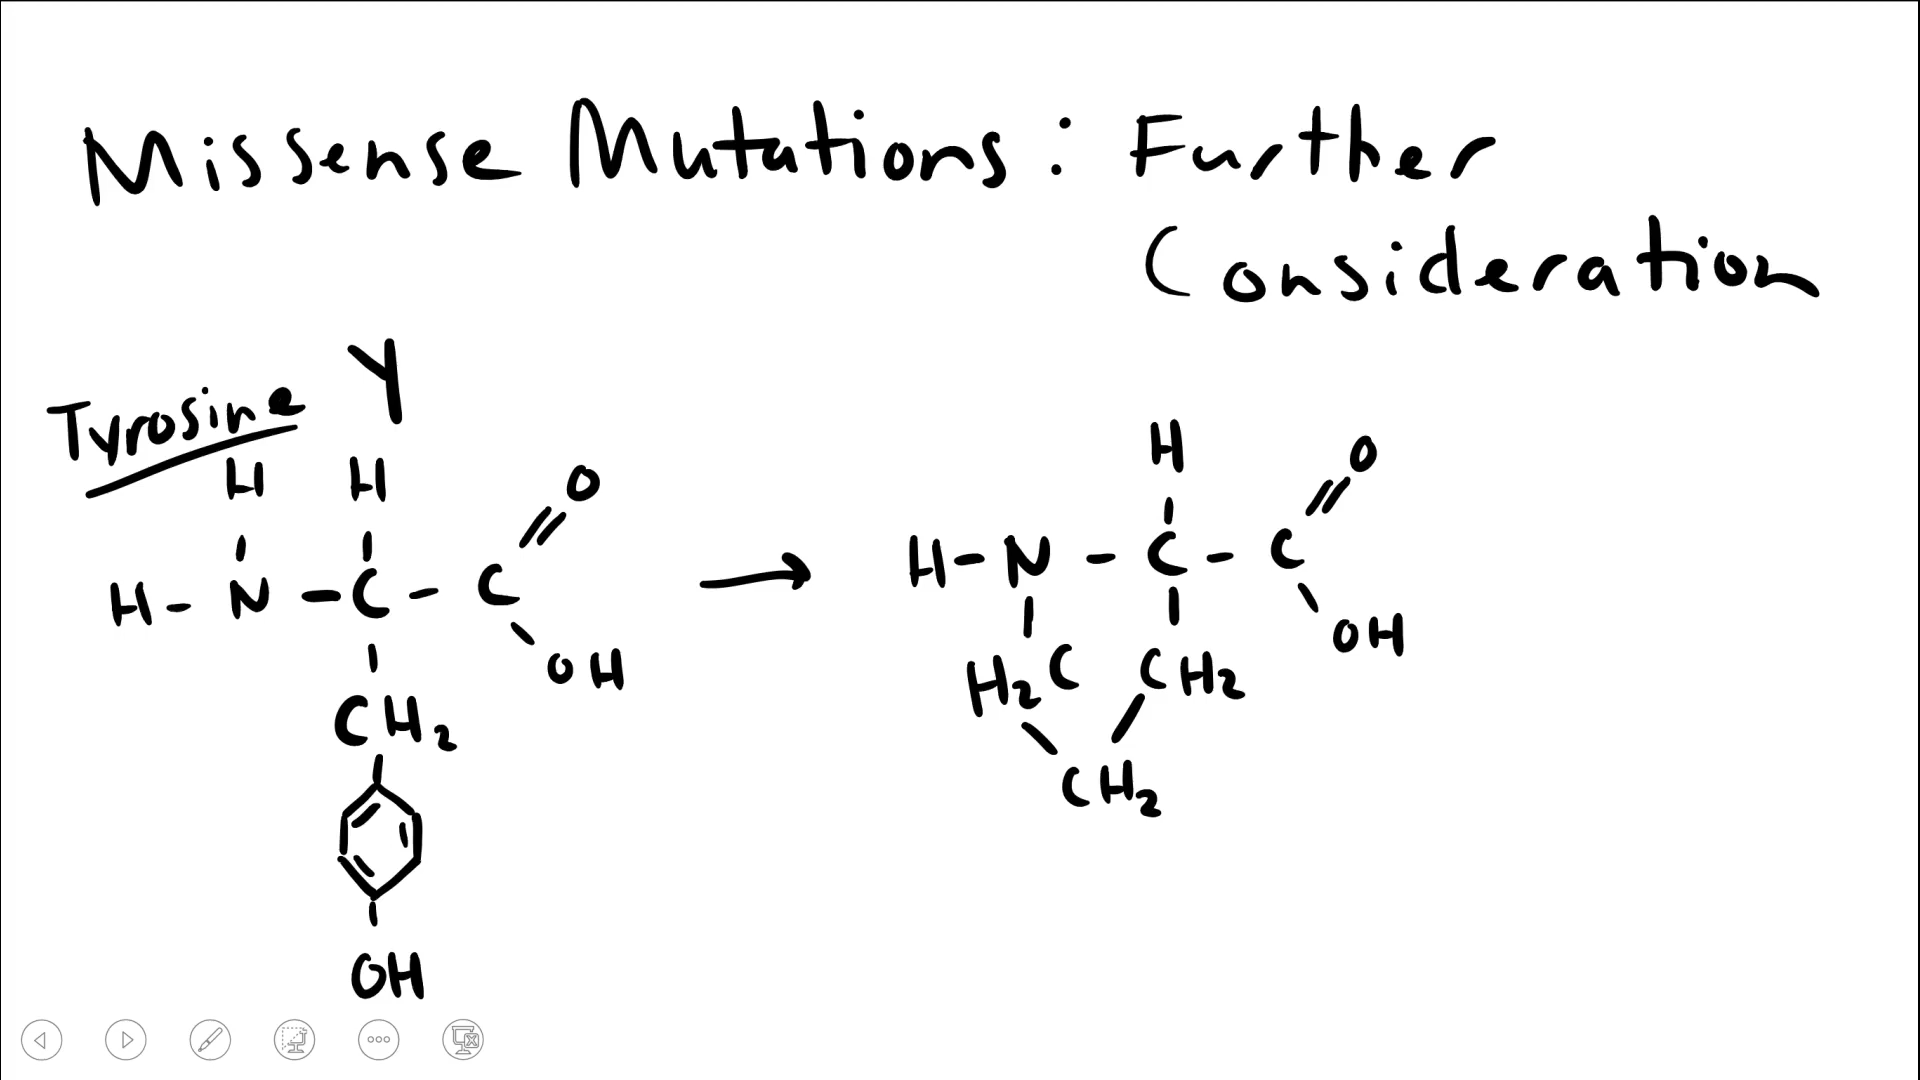 Missense Mutations: Further
Consideration
Tyrosine Y
H H O
H - N - C - C
OH
CH2
OH
H O
H - N - C - C
OH
H2C CH2
CH2